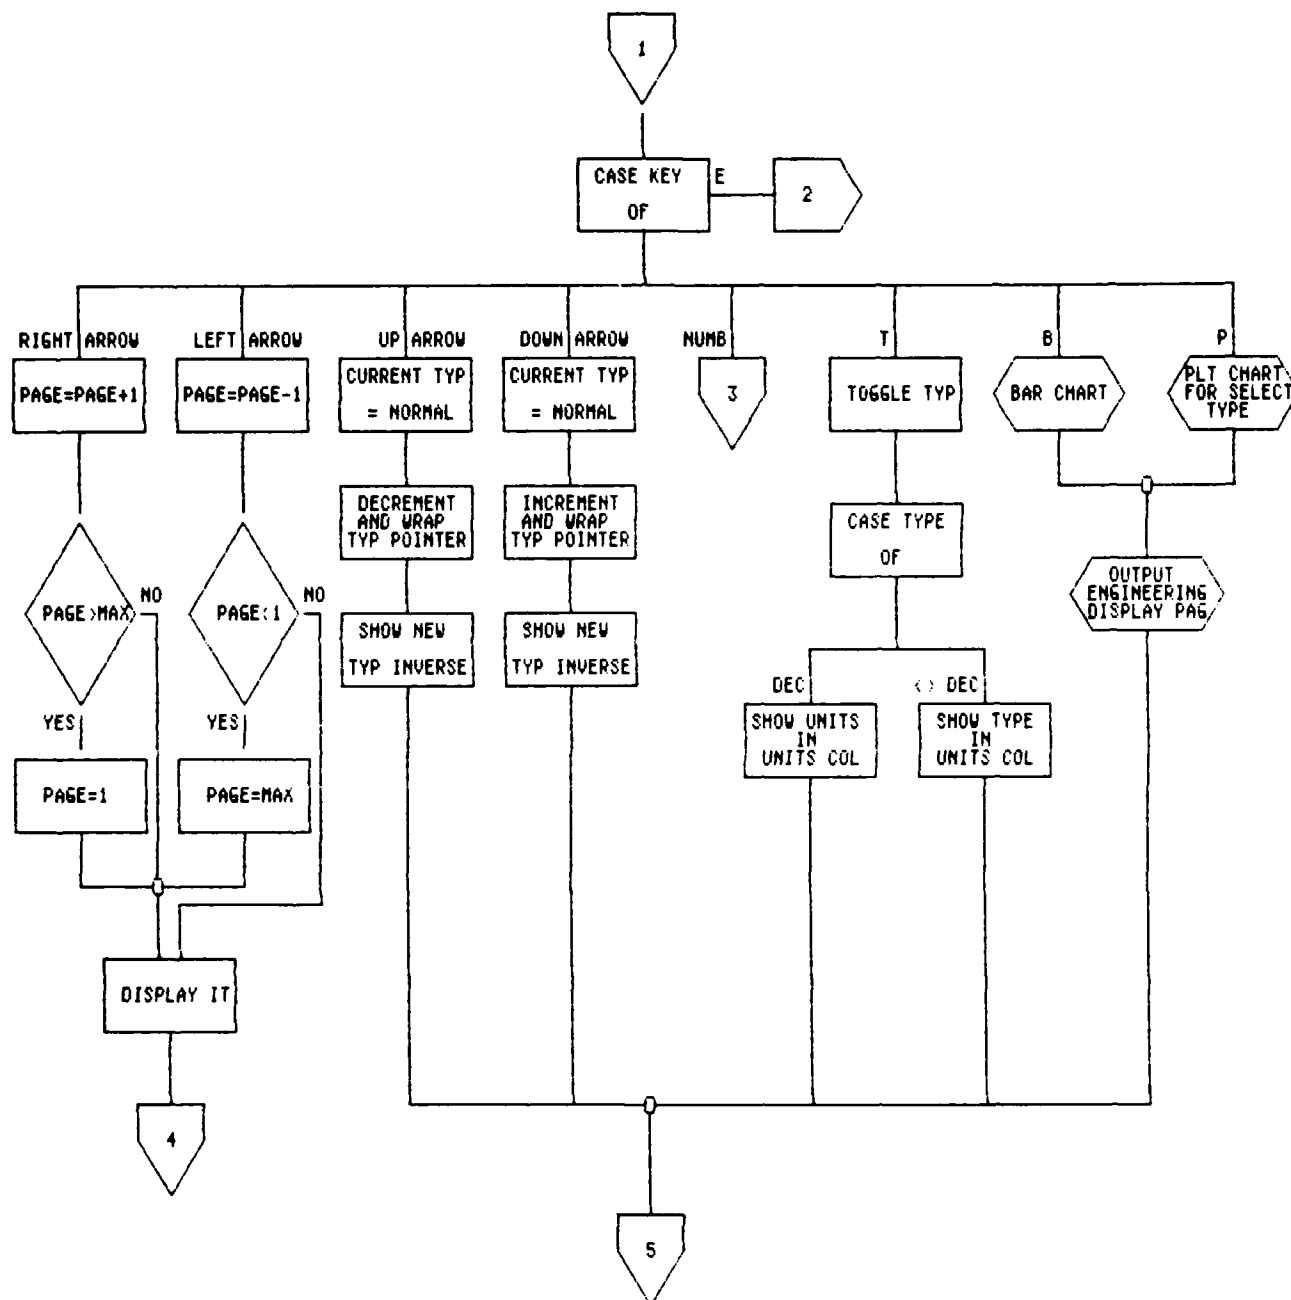 1
CASE KEY
OF
E
2
RIGHT ARROW
LEFT ARROW
UP ARROW
DOWN ARROW
NUMB
T
B
P
PAGE=PAGE+1
PAGE=PAGE-1
CURRENT TYP
= NORMAL
CURRENT TYP
= NORMAL
3
TOGGLE TYP
BAR CHART
PLT CHART
FOR SELECT
TYPE
DECREMENT
AND WRAP
TYP POINTER
INCREMENT
AND WRAP
TYP POINTER
CASE TYPE
OF
PAGE>MAX
NO
PAGE<1
NO
SHOW NEW
TYP INVERSE
SHOW NEW
TYP INVERSE
OUTPUT
ENGINEERING
DISPLAY PAG
YES
YES
DEC
<> DEC
SHOW UNITS
IN
UNITS COL
SHOW TYPE
IN
UNITS COL
PAGE=1
PAGE=MAX
DISPLAY IT
4
5